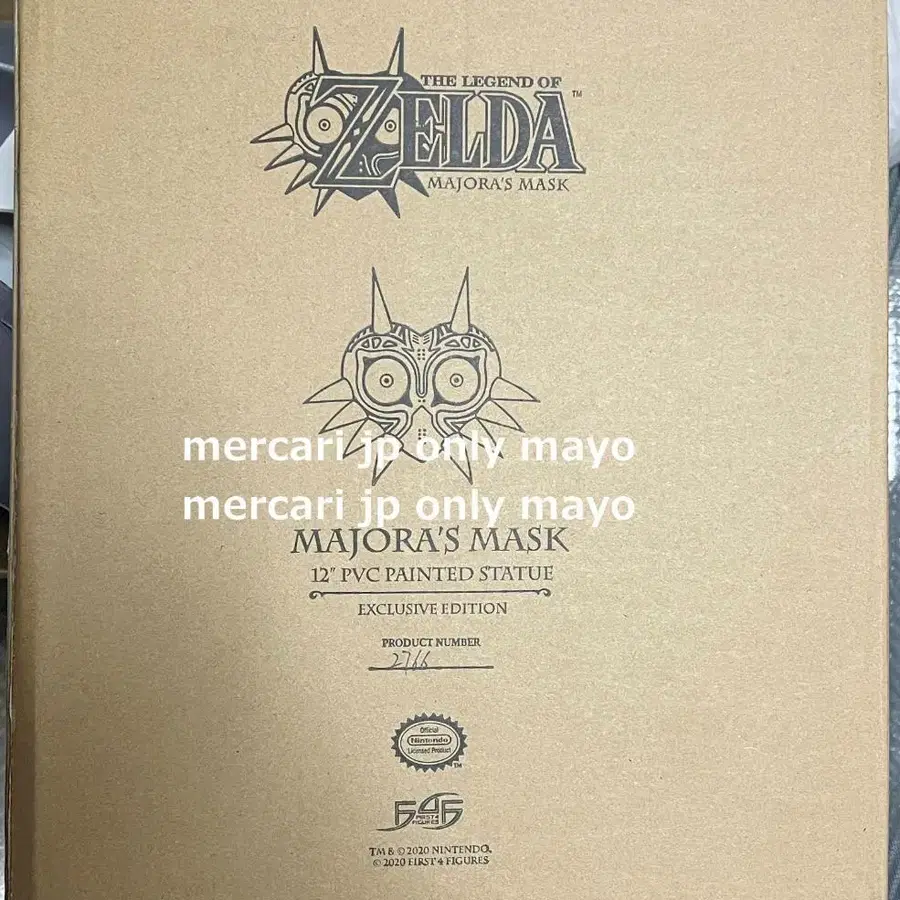 THE LEGEND OF
ZELDA™
MAJORA'S MASK
mercari jp only mayo
mercari jp only mayo
MAJORA'S MASK
12" PVC PAINTED STATUE
EXCLUSIVE EDITION
PRODUCT NUMBER
2766
Official
Nintendo
Licensed Product
TM
F4F
FIRST 4
FIGURES
TM & © 2020 NINTENDO.
© 2020 FIRST 4 FIGURES